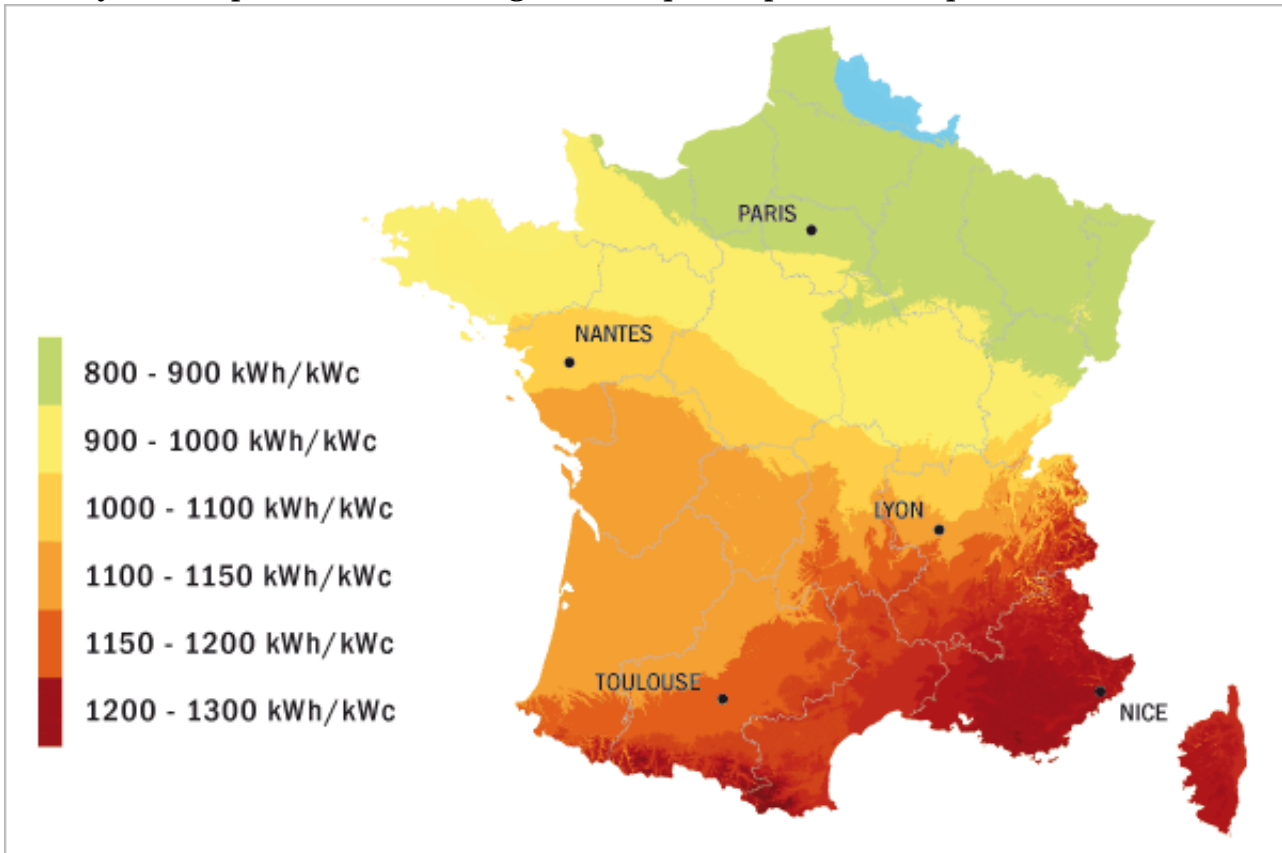 PARIS
NANTES
800 - 900 kWh/kWc
900 - 1000 kWh/kWc
1000 - 1100 kWh/kWc
LYON
1100 - 1150 kWh/kWc
1150 - 1200 kWh/kWc
TOULOUSE
1200 - 1300 kWh/kWc
NICE